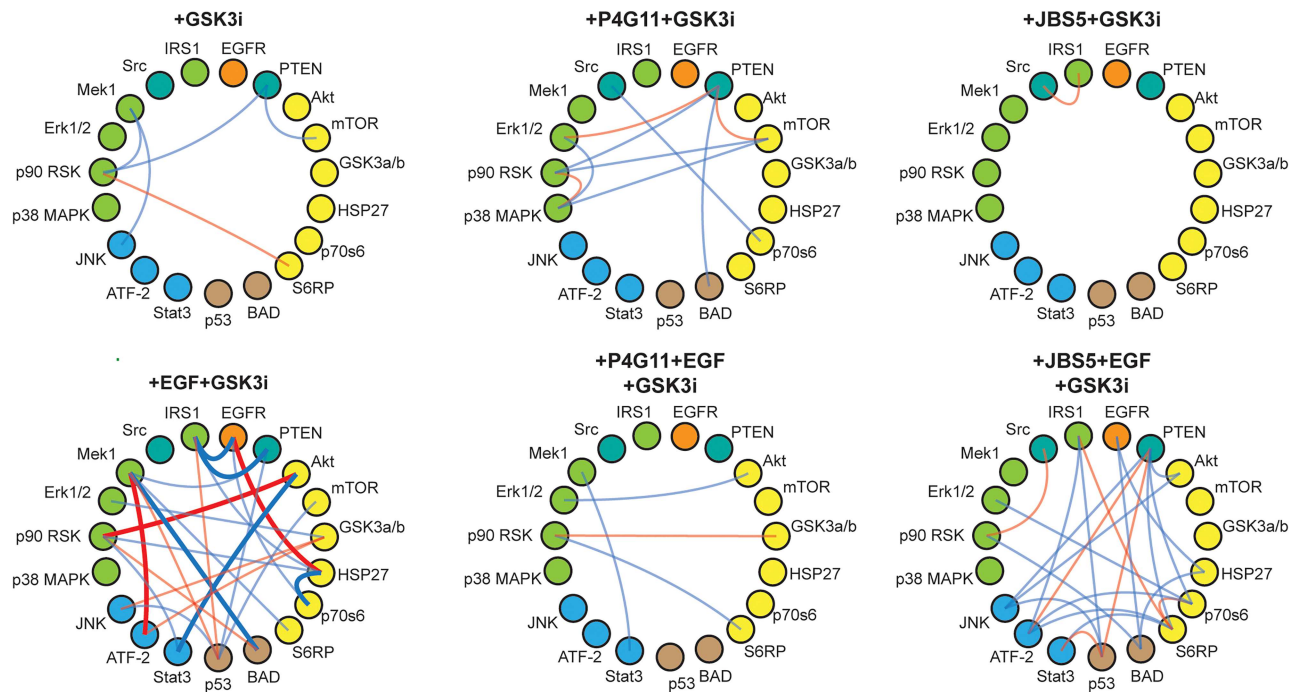 +GSK3i
IRS1
EGFR
Src
PTEN
Mek1
Akt
Erk1/2
mTOR
p90 RSK
GSK3a/b
p38 MAPK
HSP27
JNK
p70s6
ATF-2
S6RP
Stat3
p53
BAD
+P4G11+GSK3i
IRS1
EGFR
Src
PTEN
Mek1
Akt
Erk1/2
mTOR
p90 RSK
GSK3a/b
p38 MAPK
HSP27
JNK
p70s6
ATF-2
S6RP
Stat3
p53
BAD
+JBS5+GSK3i
IRS1
EGFR
Src
PTEN
Mek1
Akt
Erk1/2
mTOR
p90 RSK
GSK3a/b
p38 MAPK
HSP27
JNK
p70s6
ATF-2
S6RP
Stat3
p53
BAD
+EGF+GSK3i
IRS1
EGFR
Src
PTEN
Mek1
Akt
Erk1/2
mTOR
p90 RSK
GSK3a/b
p38 MAPK
HSP27
JNK
p70s6
ATF-2
S6RP
Stat3
p53
BAD
+P4G11+EGF
+GSK3i
IRS1
EGFR
Src
PTEN
Mek1
Akt
Erk1/2
mTOR
p90 RSK
GSK3a/b
p38 MAPK
HSP27
JNK
p70s6
ATF-2
S6RP
Stat3
p53
BAD
+JBS5+EGF
+GSK3i
IRS1
EGFR
Src
PTEN
Mek1
Akt
Erk1/2
mTOR
p90 RSK
GSK3a/b
p38 MAPK
HSP27
JNK
p70s6
ATF-2
S6RP
Stat3
p53
BAD